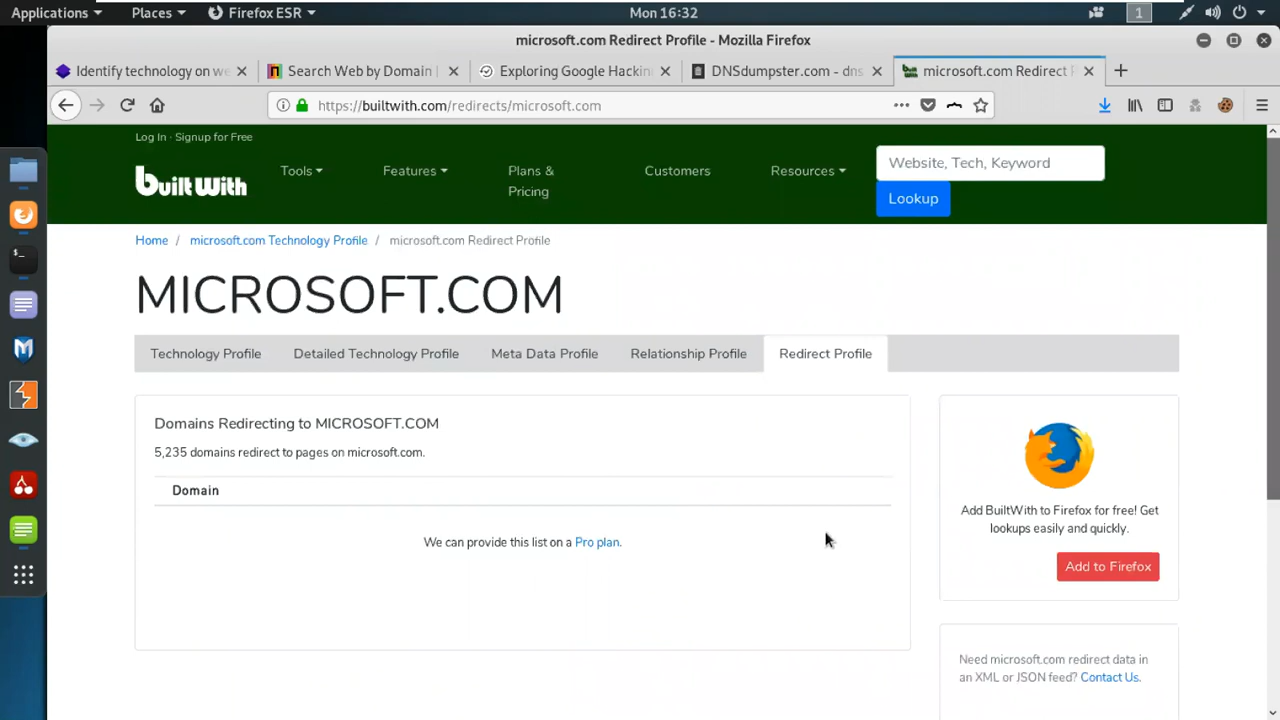 Applications Places Firefox ESR Mon 16:32 1
microsoft.com Redirect Profile - Mozilla Firefox
Identify technology on we Search Web by Domain Exploring Google Hackin DNSdumpster.com - dns microsoft.com Redirect
https://builtwith.com/redirects/microsoft.com
Log In · Signup for Free
built With
Tools Features Plans & Customers Resources
Pricing
Website, Tech, Keyword
Lookup
Home / microsoft.com Technology Profile / microsoft.com Redirect Profile
MICROSOFT.COM
Technology Profile Detailed Technology Profile Meta Data Profile Relationship Profile Redirect Profile
Domains Redirecting to MICROSOFT.COM
5,235 domains redirect to pages on microsoft.com.
Domain
We can provide this list on a Pro plan.
Add BuiltWith to Firefox for free! Get
lookups easily and quickly.
Add to Firefox
Need microsoft.com redirect data in
an XML or JSON feed? Contact Us.